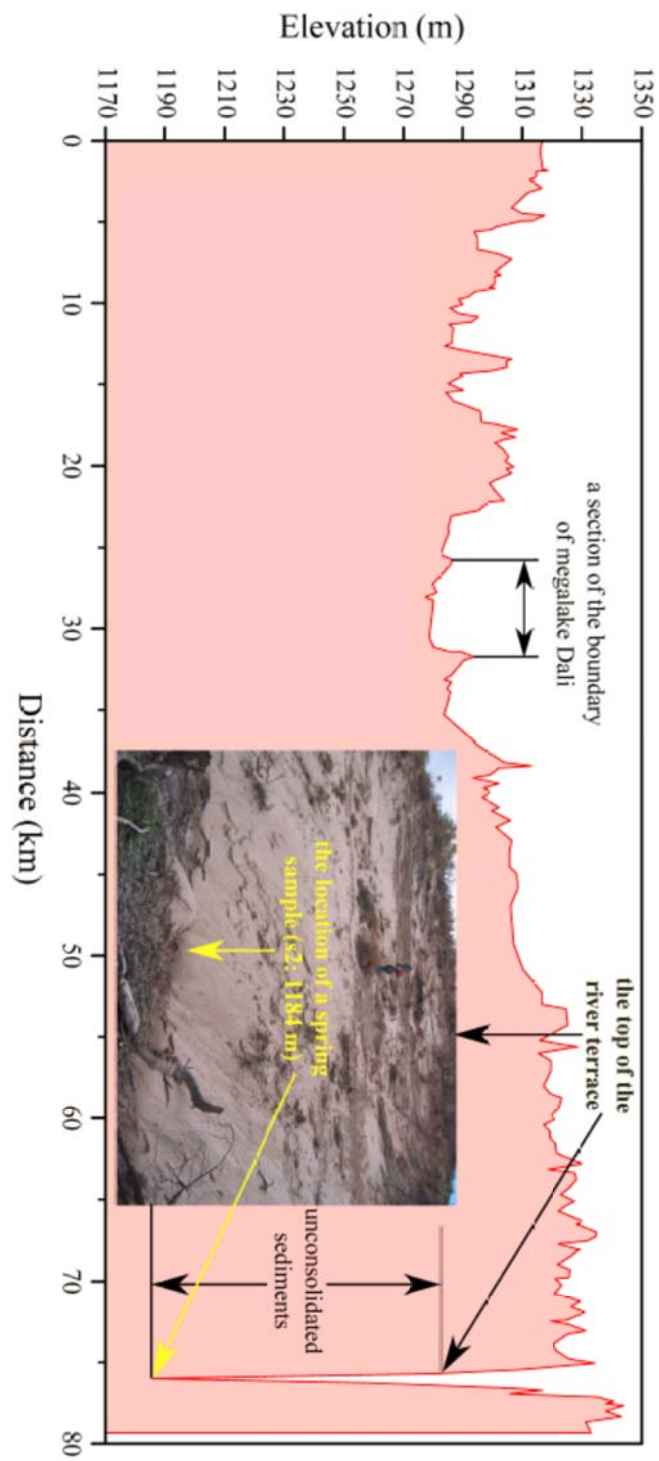 Elevation (m)
1350
1330
1310
1290
1270
1250
1230
1210
1190
1170
a section of the boundary
of megalake Dali
the top of the
river terrace
the location of a spring
sample (s2: 1184 m)
unconsolidated
sediments
0
10
20
30
40
50
60
70
80
Distance (km)